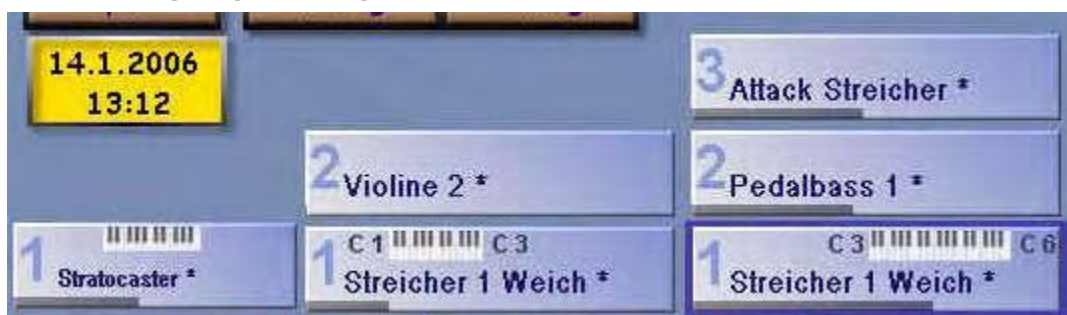 14.1.2006
13:12
3 Attack Streicher *
2 Violine 2 *
2 Pedalbass 1 *
1 Stratocaster *
1 C 1 C 3
Streicher 1 Weich *
1 C 3 C 6
Streicher 1 Weich *